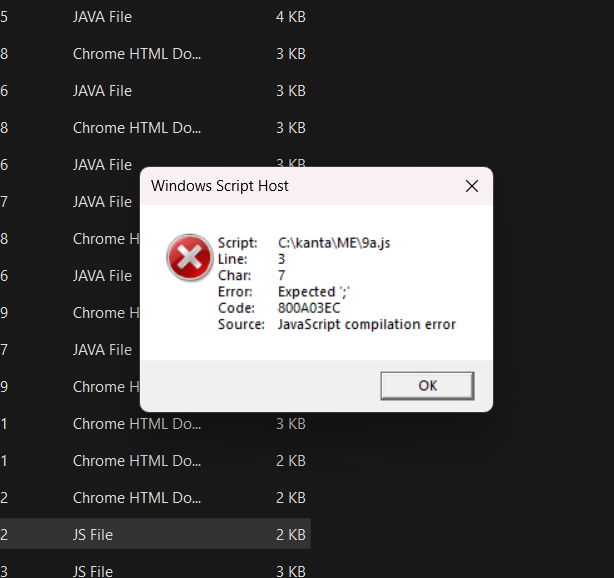 5 JAVA File 4 KB
8 Chrome HTML Do... 3 KB
6 JAVA File 3 KB
8 Chrome HTML Do... 3 KB
6 JAVA File 3 KB
7 JAVA File
8 Chrome H
6 JAVA File
9 Chrome H
7 JAVA File
9 Chrome H
1 Chrome HTML Do... 3 KB
1 Chrome HTML Do... 2 KB
2 Chrome HTML Do... 2 KB
2 JS File 2 KB
3 JS File 3 KB
Windows Script Host
Script: C:\kanta\ME\9a.js
Line: 3
Char: 7
Error: Expected ';'
Code: 800A03EC
Source: JavaScript compilation error
OK